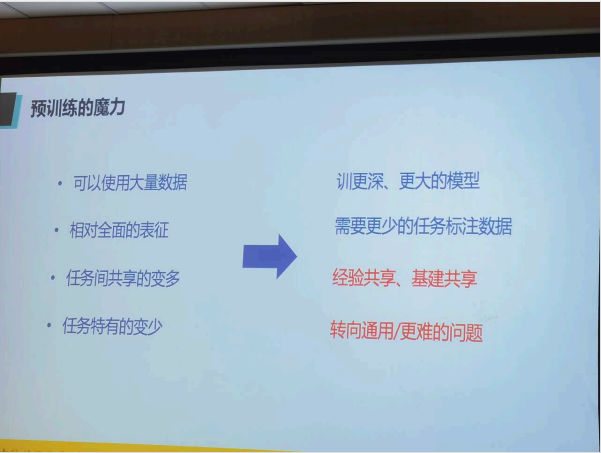 预训练的魔力
• 可以使用大量数据
• 相对全面的表征
• 任务间共享的变多
• 任务特有的变少
训更深、更大的模型
需要更少的任务标注数据
经验共享、基建共享
转向通用/更难的问题